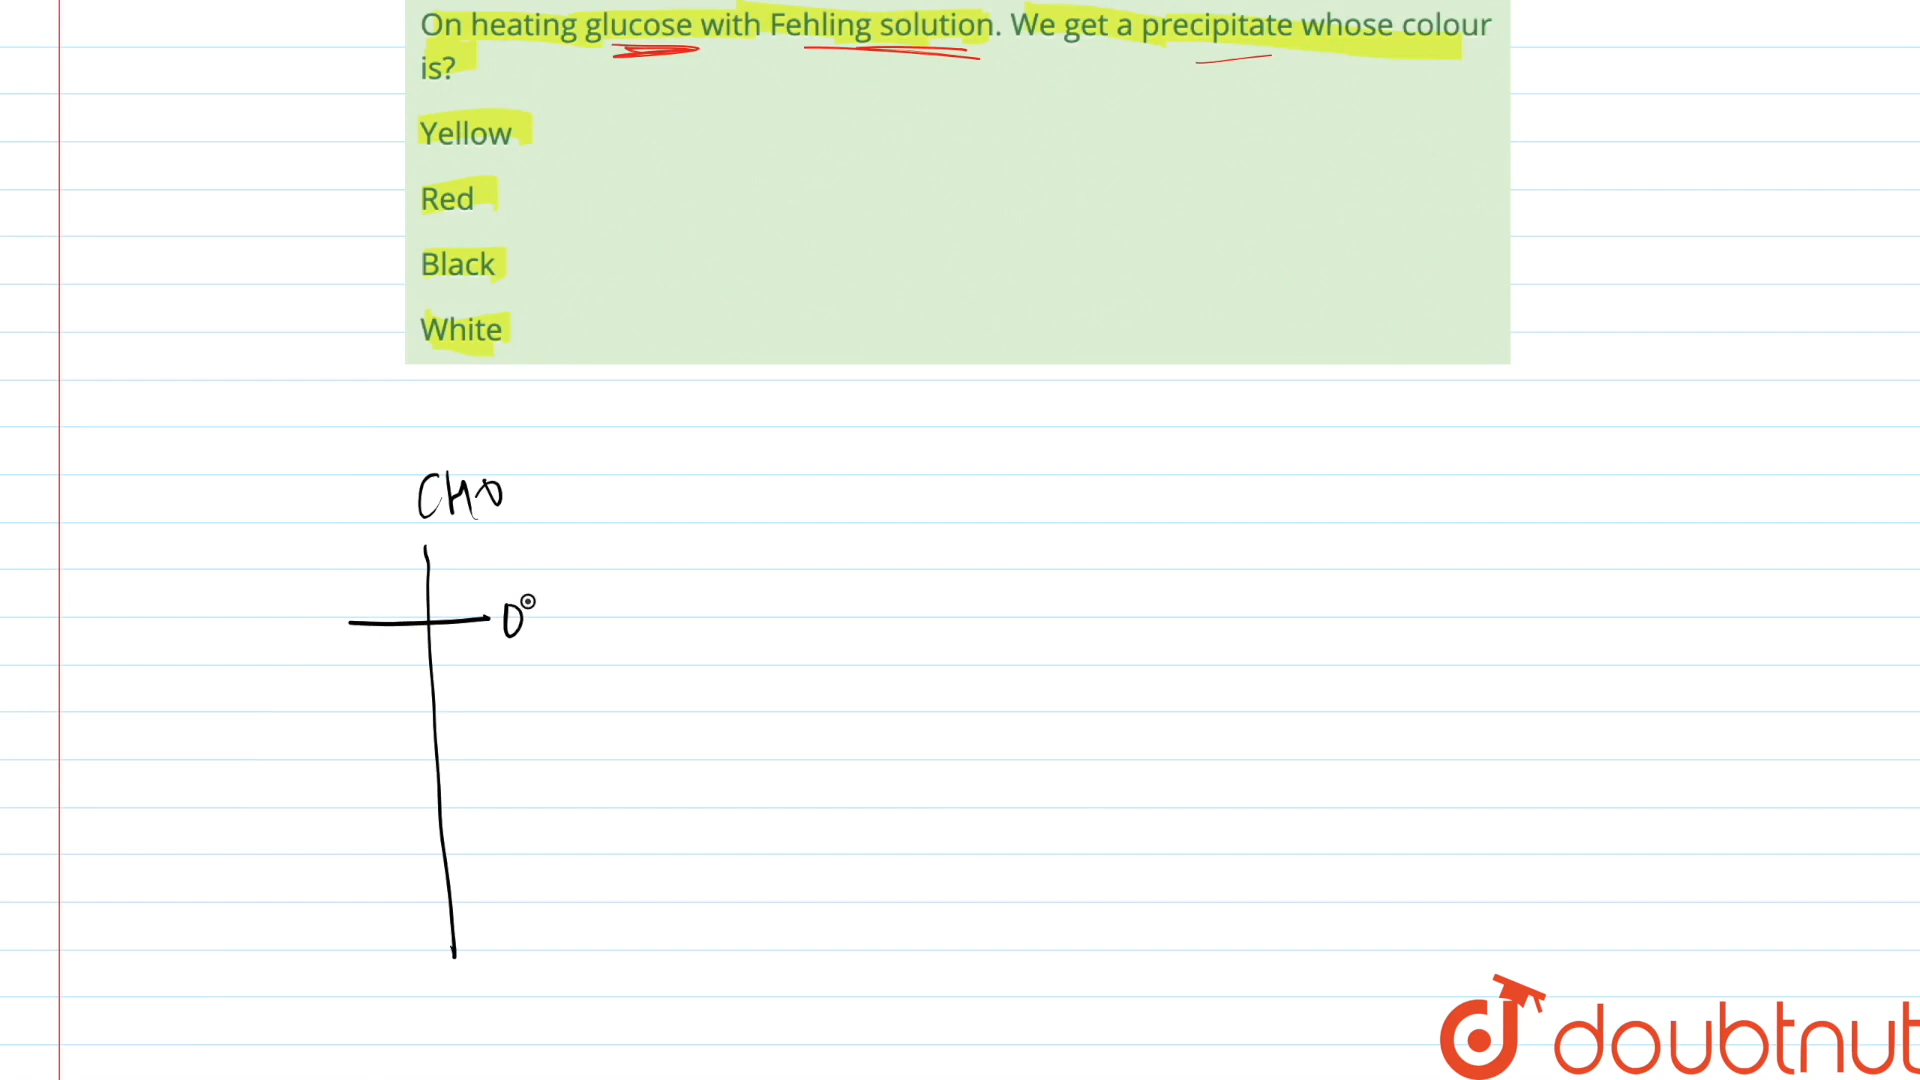 On heating glucose with Fehling solution. We get a precipitate whose colour
is?
Yellow
Red
Black
White
CHO
O
doubtnut